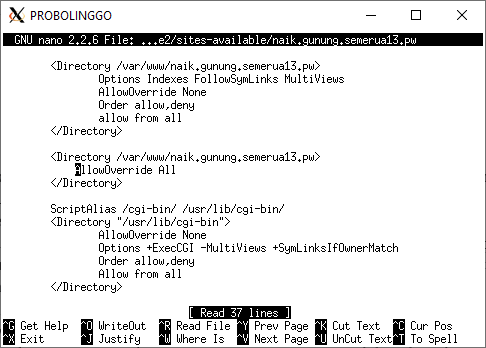 PROBOLINGGO
GNU nano 2.2.6 File: ...e2/sites-available/naik.gunung.semerua13.pw
<Directory /var/www/naik.gunung.semerua13.pw>
Options Indexes FollowSymLinks MultiViews
AllowOverride None
Order allow,deny
allow from all
</Directory>
<Directory /var/www/naik.gunung.semerua13.pw>
AllowOverride All
</Directory>
ScriptAlias /cgi-bin/ /usr/lib/cgi-bin/
<Directory "/usr/lib/cgi-bin">
AllowOverride None
Options +ExecCGI -MultiViews +SymLinksIfOwnerMatch
Order allow,deny
Allow from all
</Directory>
[ Read 37 lines ]
^G Get Help ^O WriteOut ^R Read File ^Y Prev Page ^K Cut Text ^C Cur Pos
^X Exit ^J Justify ^W Where Is ^V Next Page ^U UnCut Text ^T To Spell